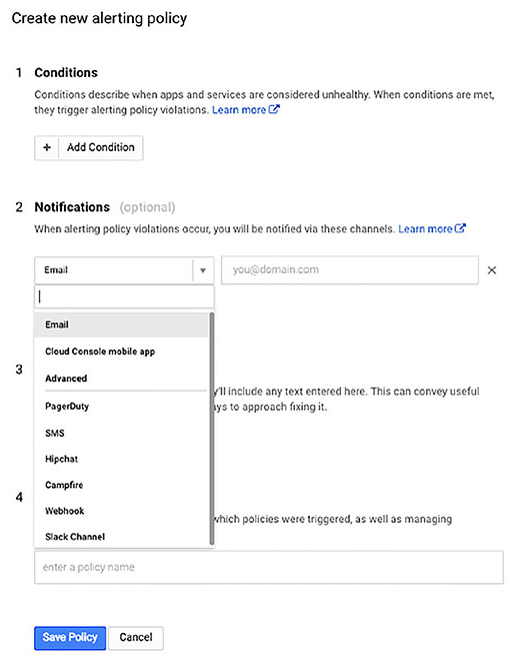 Create new alerting policy
1 Conditions
Conditions describe when apps and services are considered unhealthy. When conditions are met,
they trigger alerting policy violations. Learn more
+ Add Condition
2 Notifications (optional)
When alerting policy violations occur, you will be notified via these channels. Learn more
Email ▾ you@domain.com ×
Email
Cloud Console mobile app
3 Advanced
y'll include any text entered here. This can convey useful
PagerDuty ays to approach fixing it.
SMS
Hipchat
Campfire
4
Webhook which policies were triggered, as well as managing
Slack Channel
enter a policy name
Save Policy Cancel